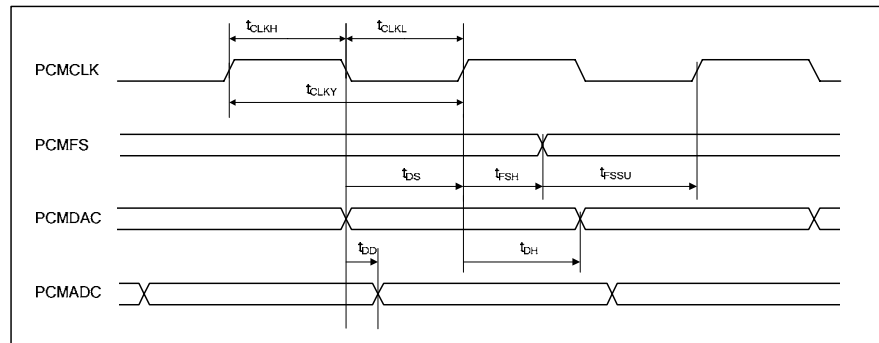 tCLKH tCLKL
PCMCLK
tCLKY
PCMFS
tDS tFSH tFSSU
PCMDAC
tDD tDH
PCMADC